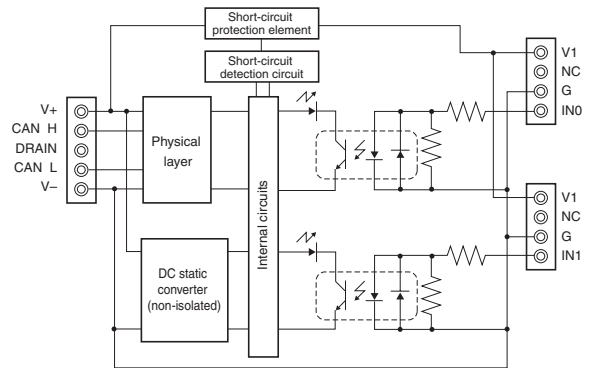 Short-circuit
protection element
Short-circuit
detection circuit
V+
CAN H
DRAIN
CAN L
V–
Physical
layer
DC static
converter
(non-isolated)
Internal circuits
V1
NC
G
IN0
V1
NC
G
IN1